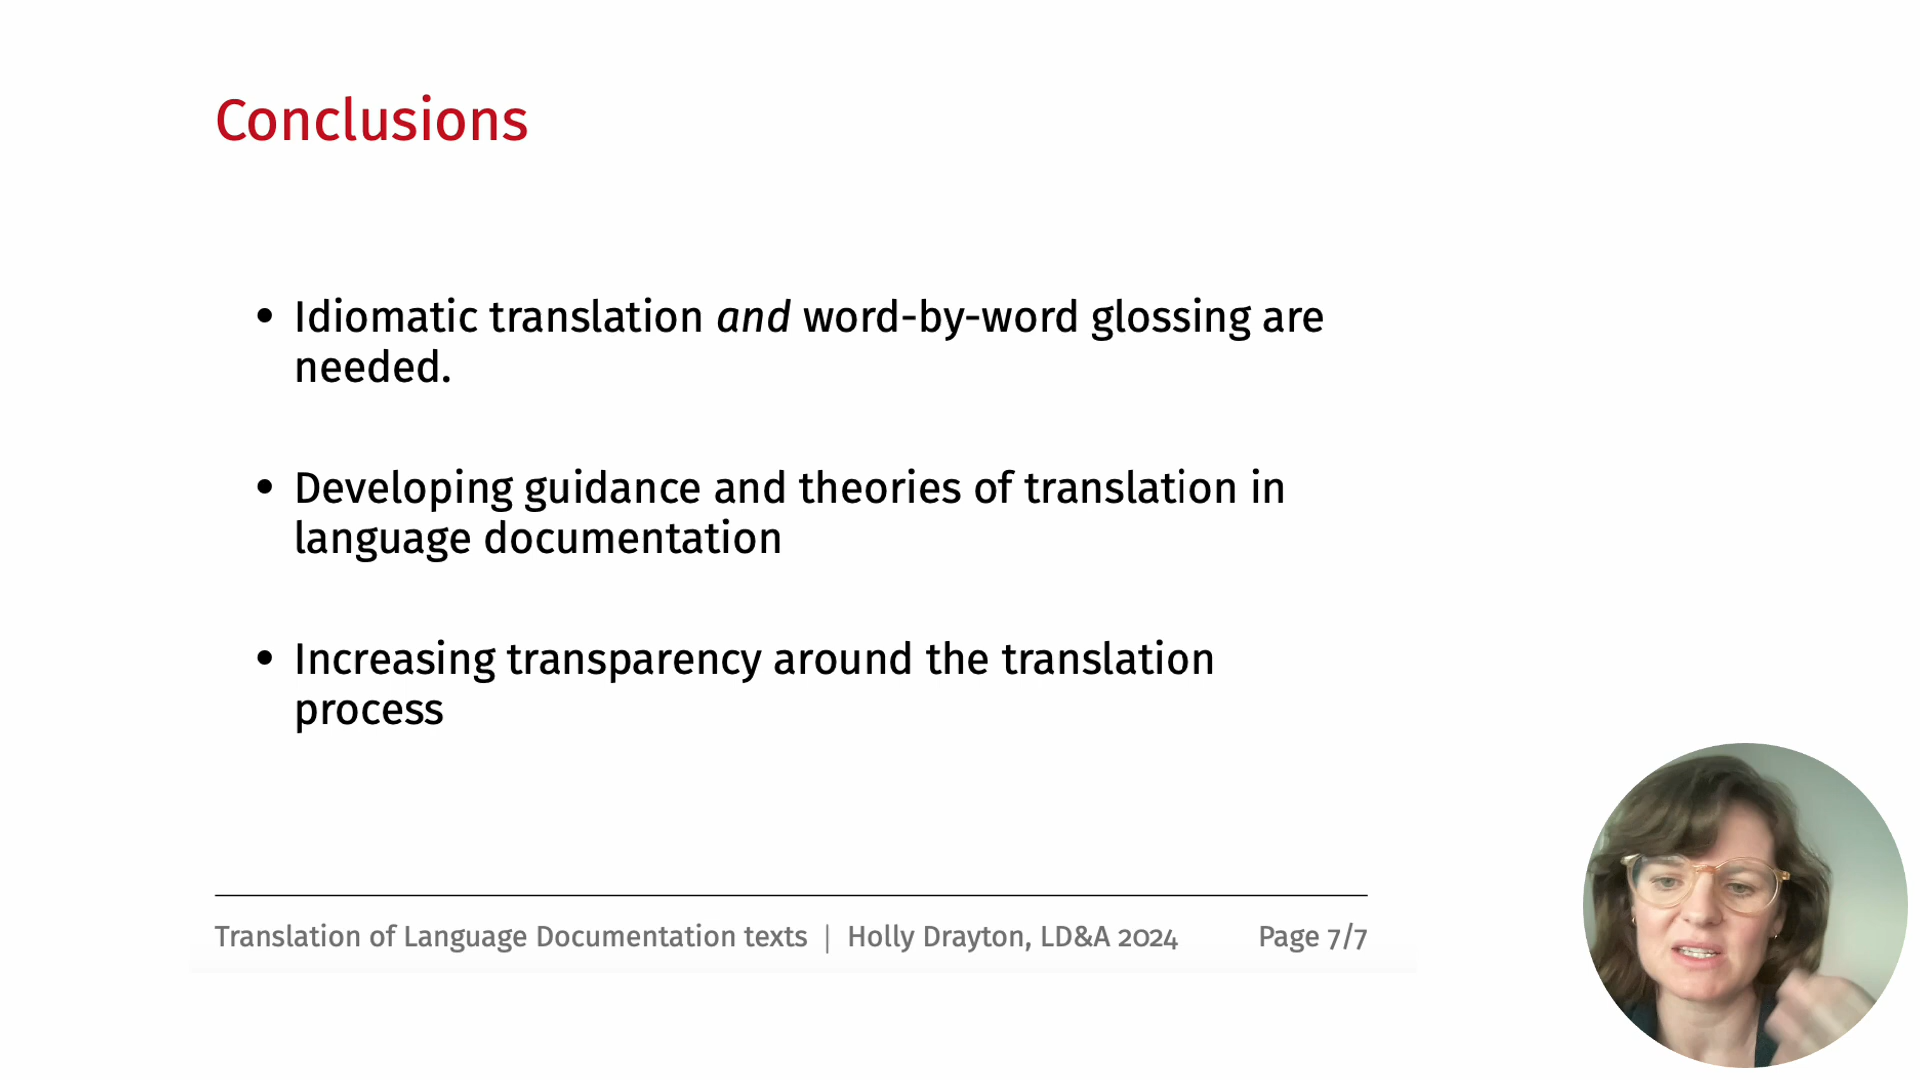 Conclusions
• Idiomatic translation and word-by-word glossing are
needed.
• Developing guidance and theories of translation in
language documentation
• Increasing transparency around the translation
process
Translation of Language Documentation texts | Holly Drayton, LD&A 2024 Page 7/7